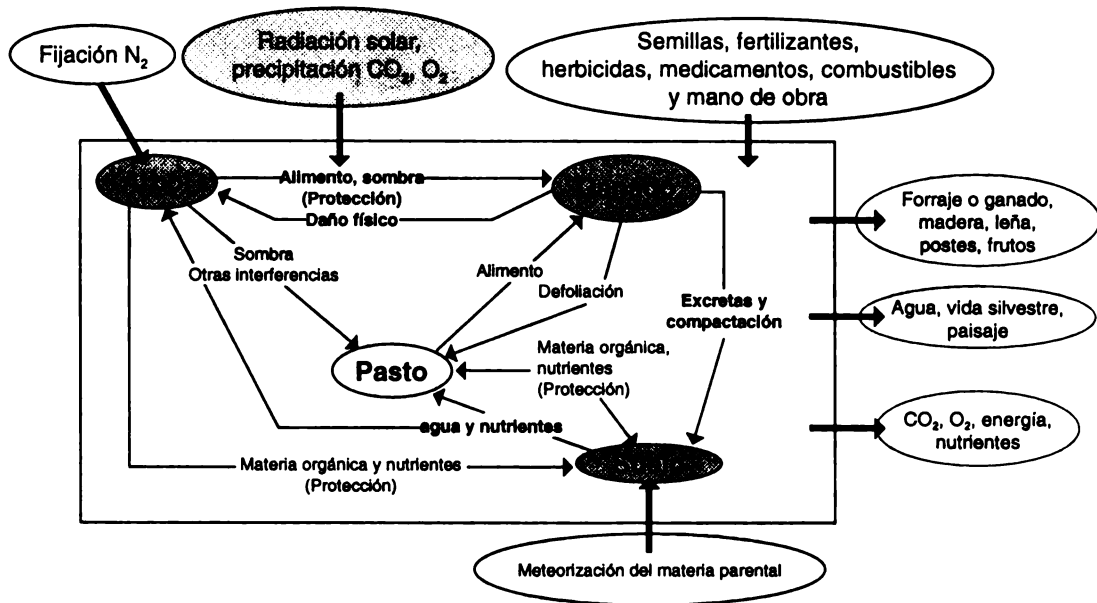 Fijación N₂
Radiación solar,
precipitación CO₂, O₂
Semillas, fertilizantes,
herbicidas, medicamentos, combustibles
y mano de obra
Alimento, sombra
(Protección)
Daño físico
Sombra
Otras interferencias
Alimento
Defoliación
Excretas y
compactación
Forraje o ganado,
madera, leña,
postes, frutos
Agua, vida silvestre,
paisaje
Pasto
Materia orgánica,
nutrientes
(Protección)
agua y nutrientes
CO₂, O₂, energía,
nutrientes
Materia orgánica y nutrientes
(Protección)
Meteorización del materia parental